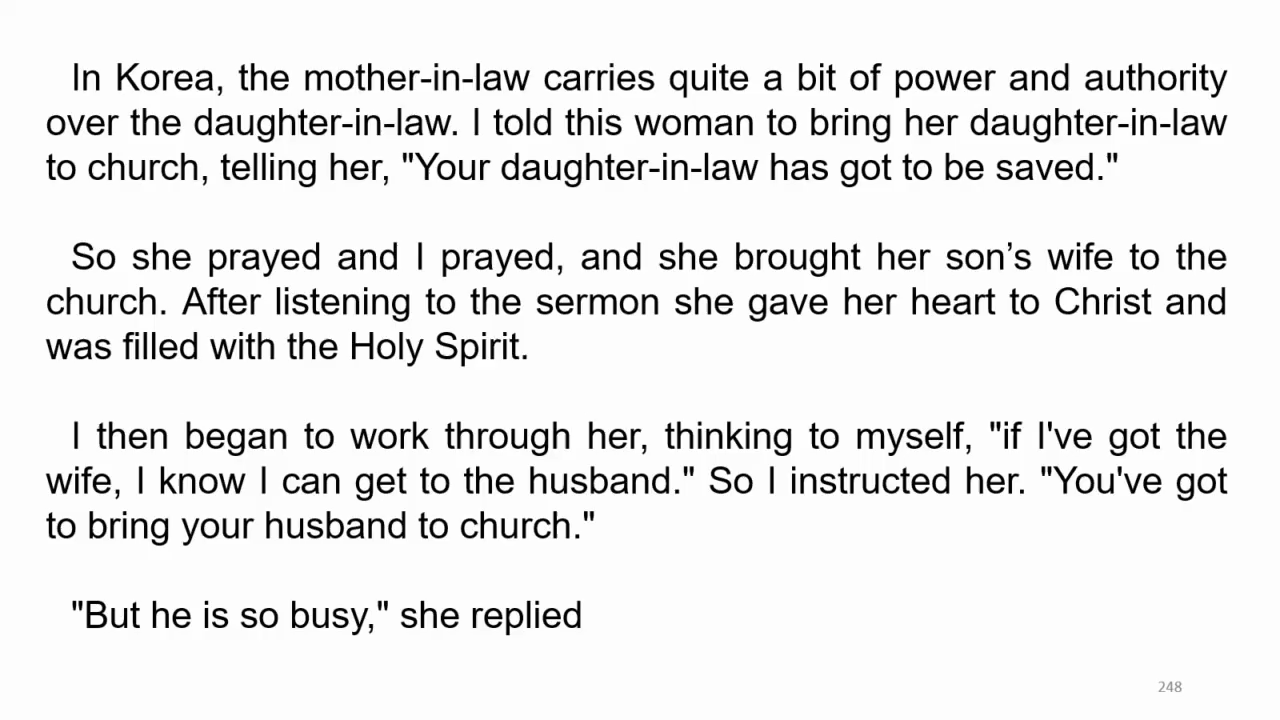 In Korea, the mother-in-law carries quite a bit of power and authority
over the daughter-in-law. I told this woman to bring her daughter-in-law
to church, telling her, "Your daughter-in-law has got to be saved."
So she prayed and I prayed, and she brought her son’s wife to the
church. After listening to the sermon she gave her heart to Christ and
was filled with the Holy Spirit.
I then began to work through her, thinking to myself, "if I've got the
wife, I know I can get to the husband." So I instructed her. "You've got
to bring your husband to church."
"But he is so busy," she replied
248